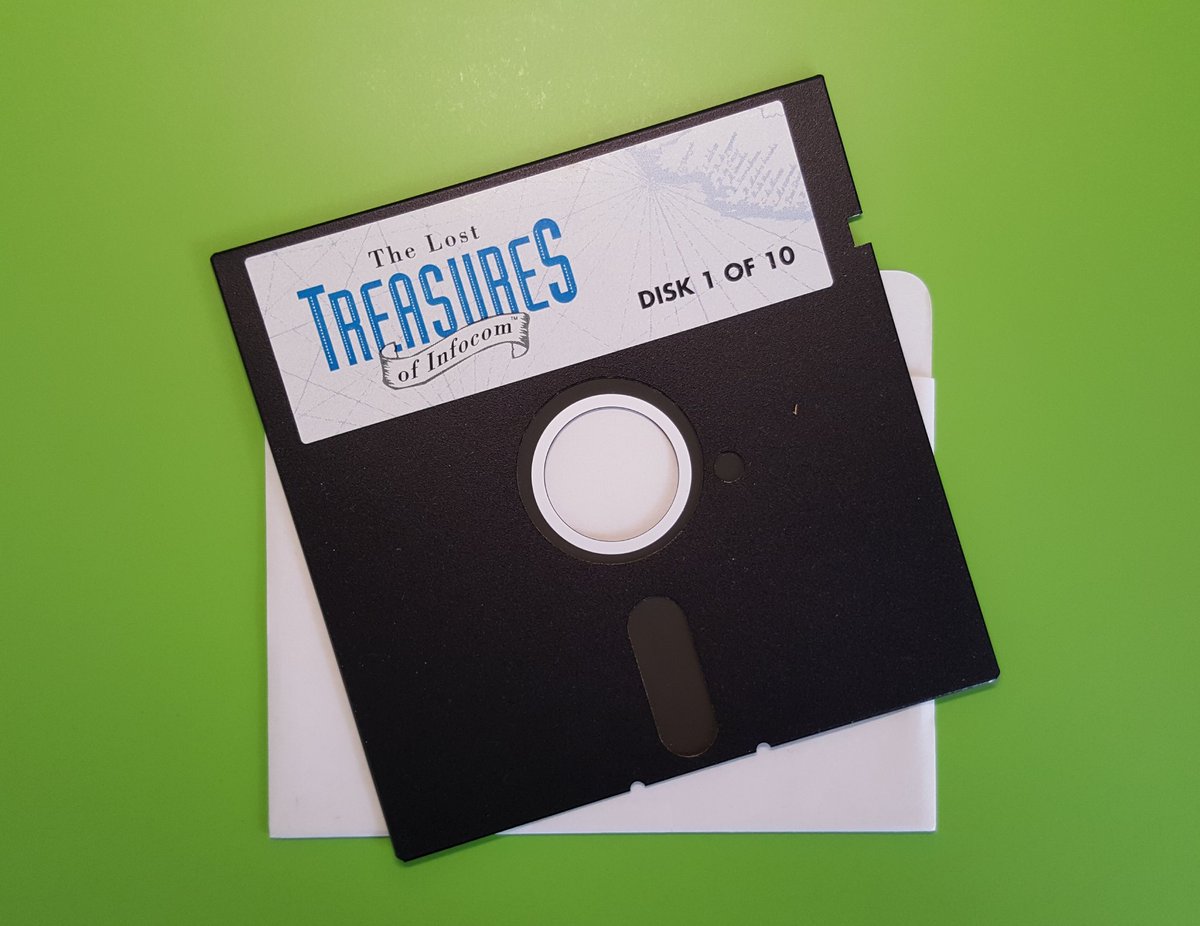 The Lost
TREASURES
of Infocom™
DISK 1 OF 10